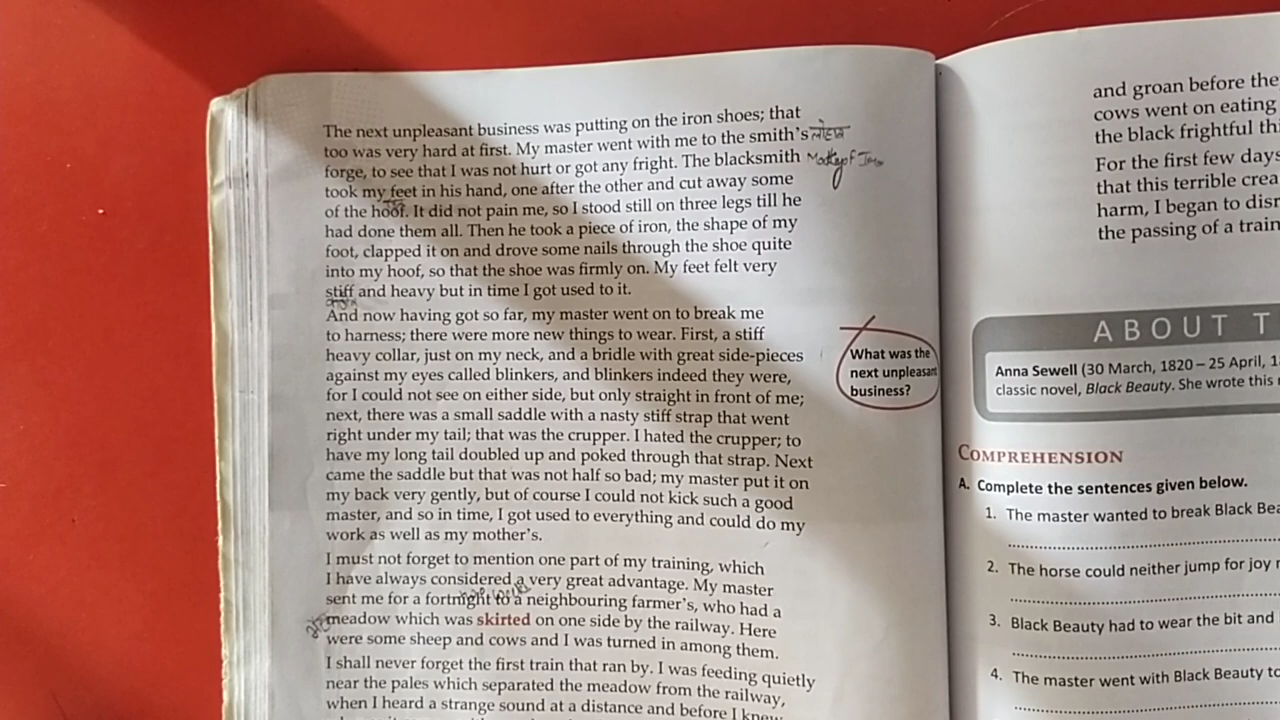 The next unpleasant business was putting on the iron shoes; that
too was very hard at first. My master went with me to the smith's
forge, to see that I was not hurt or got any fright. The blacksmith
took my feet in his hand, one after the other and cut away some
of the hoof. It did not pain me, so I stood still on three legs till he
had done them all. Then he took a piece of iron, the shape of my
foot, clapped it on and drove some nails through the shoe quite
into my hoof, so that the shoe was firmly on. My feet felt very
stiff and heavy but in time I got used to it.
And now having got so far, my master went on to break me
to harness; there were more new things to wear. First, a stiff
heavy collar, just on my neck, and a bridle with great side-pieces
against my eyes called blinkers, and blinkers indeed they were,
for I could not see on either side, but only straight in front of me;
next, there was a small saddle with a nasty stiff strap that went
right under my tail; that was the crupper. I hated the crupper; to
have my long tail doubled up and poked through that strap. Next
came the saddle but that was not half so bad; my master put it on
my back very gently, but of course I could not kick such a good
master, and so in time, I got used to everything and could do my
work as well as my mother's.
I must not forget to mention one part of my training, which
I have always considered a very great advantage. My master
sent me for a fortnight to a neighbouring farmer's, who had a
meadow which was skirted on one side by the railway. Here
were some sheep and cows and I was turned in among them.
I shall never forget the first train that ran by. I was feeding quietly
near the pales which separated the meadow from the railway,
when I heard a strange sound at a distance and before I knew
What was the
next unpleasant
business?
and groan before the
cows went on eating
the black frightful
For the first few days
that this terrible
harm, I began to
the passing of a train
ABOUT T
Anna Sewell (30 March, 1820 – 25 April, 1
classic novel, Black Beauty. She wrote this
COMPREHENSION
A. Complete the sentences given below.
1. The master wanted to break Black
2. The horse could neither jump for joy
3. Black Beauty had to wear the bit and
4. The master went with Black Beauty to